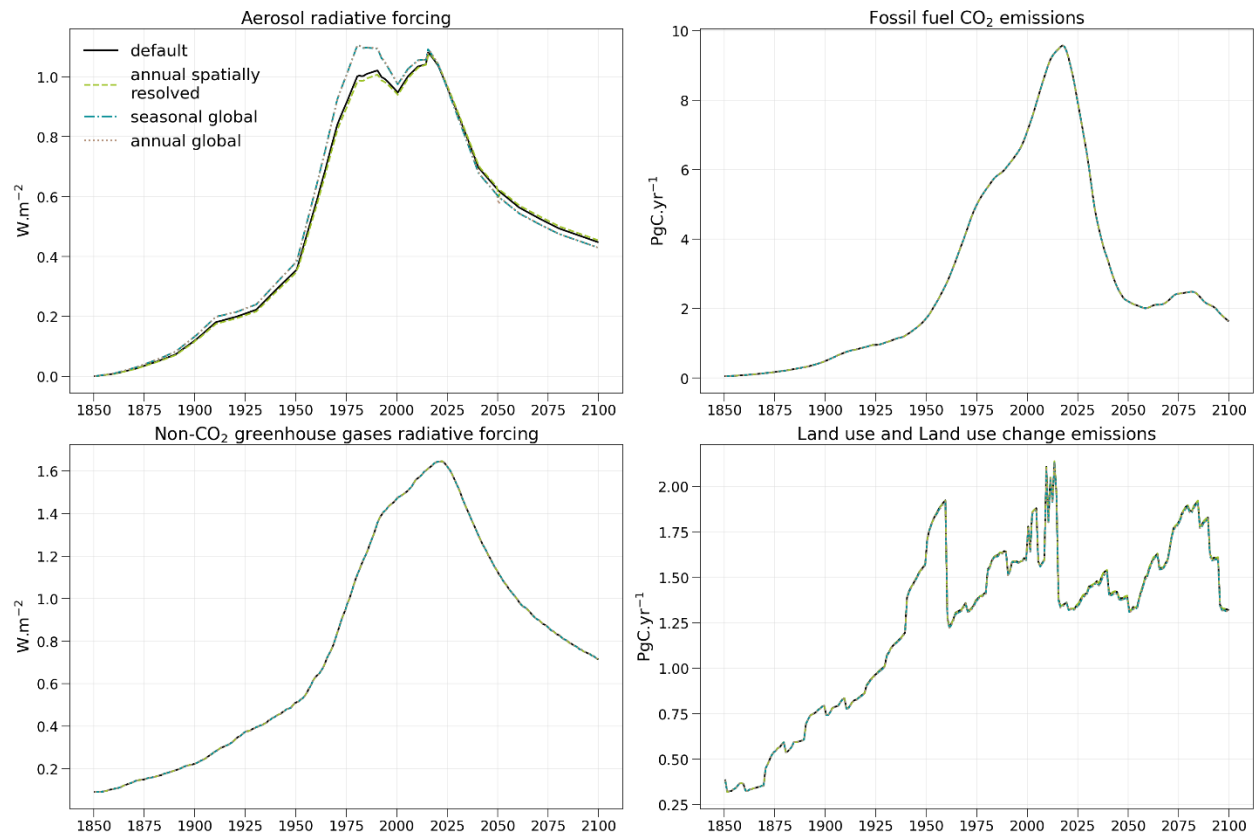 Aerosol radiative forcing
default
annual spatially
resolved
seasonal global
annual global
W.m⁻²
1.0
0.8
0.6
0.4
0.2
0.0
1850 1875 1900 1925 1950 1975 2000 2025 2050 2075 2100
Fossil fuel CO₂ emissions
PgC.yr⁻¹
10
8
6
4
2
0
1850 1875 1900 1925 1950 1975 2000 2025 2050 2075 2100
Non-CO₂ greenhouse gases radiative forcing
W.m⁻²
1.6
1.4
1.2
1.0
0.8
0.6
0.4
0.2
1850 1875 1900 1925 1950 1975 2000 2025 2050 2075 2100
Land use and Land use change emissions
PgC.yr⁻¹
2.00
1.75
1.50
1.25
1.00
0.75
0.50
0.25
1850 1875 1900 1925 1950 1975 2000 2025 2050 2075 2100